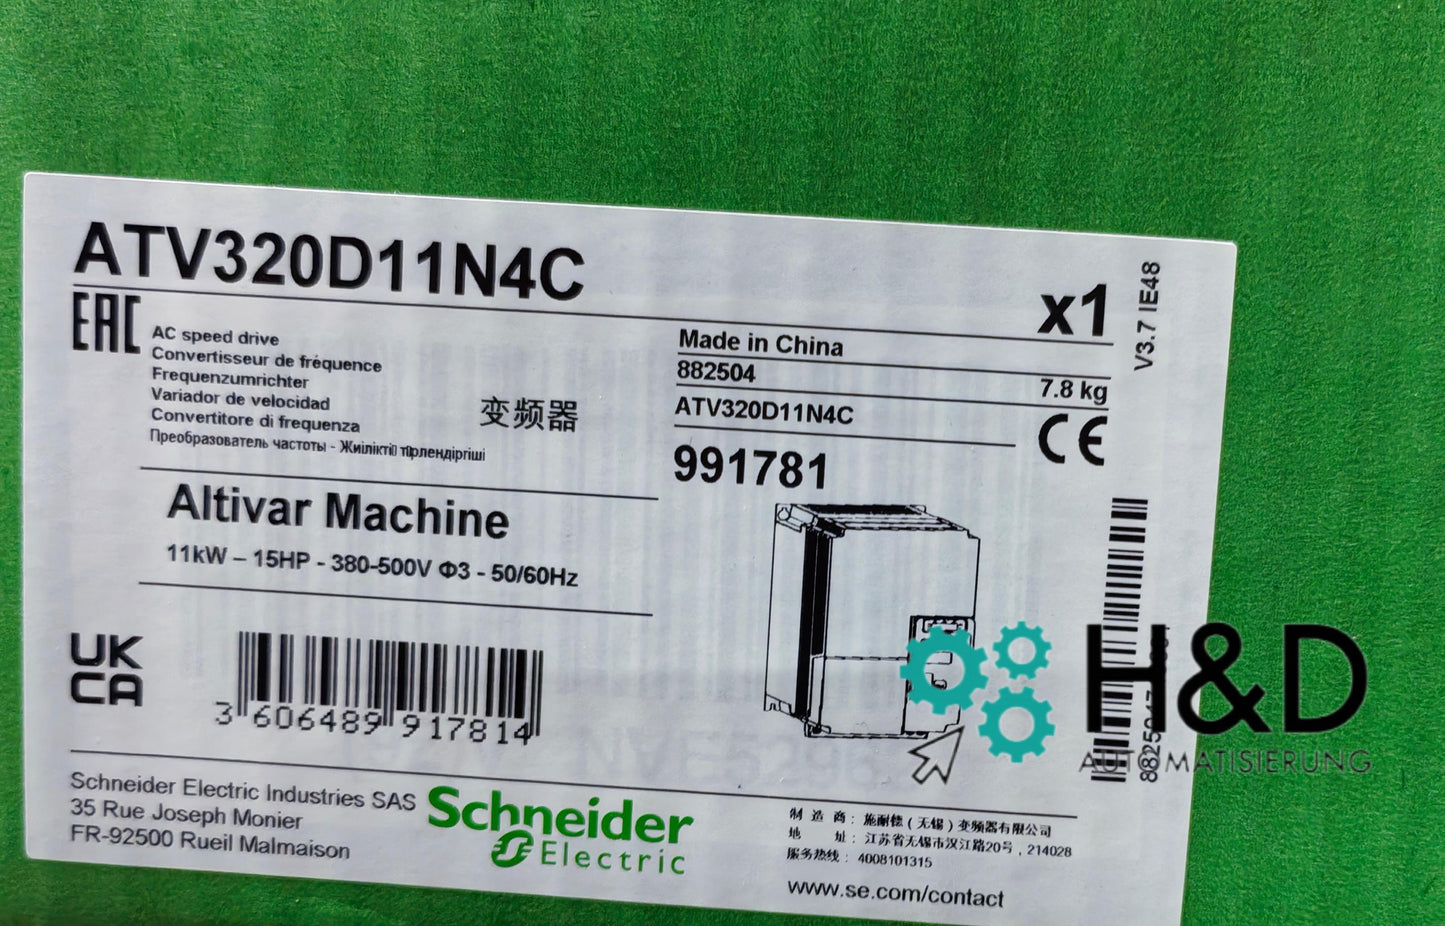 ATV320D11N4C
x1
V3.7 IE48
EAC
AC speed drive
Convertisseur de fréquence
Frequenzumrichter
Variador de velocidad
Convertitore di frequenza
Преобразователь частоты - Жиілікті түрлендіргіші
变频器
Made in China
882504
7.8 kg
ATV320D11N4C
CE
991781
Altivar Machine
11kW – 15HP - 380-500V Φ3 - 50/60Hz
UK
CA
3 606489 917814
H&D
AUTOMATISIERUNG
Schneider Electric Industries SAS
35 Rue Joseph Monier
FR-92500 Rueil Malmaison
Schneider
Electric
制 造 商: 施耐德（无锡）变频器有限公司
地 址: 江苏省无锡市汉江路20号, 214028
服务热线: 4008101315
www.se.com/contact